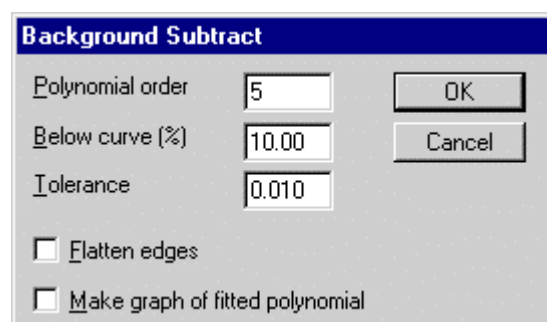 Background Subtract
Polynomial order 5 OK
Below curve (%) 10.00 Cancel
Tolerance 0.010
Flatten edges
Make graph of fitted polynomial